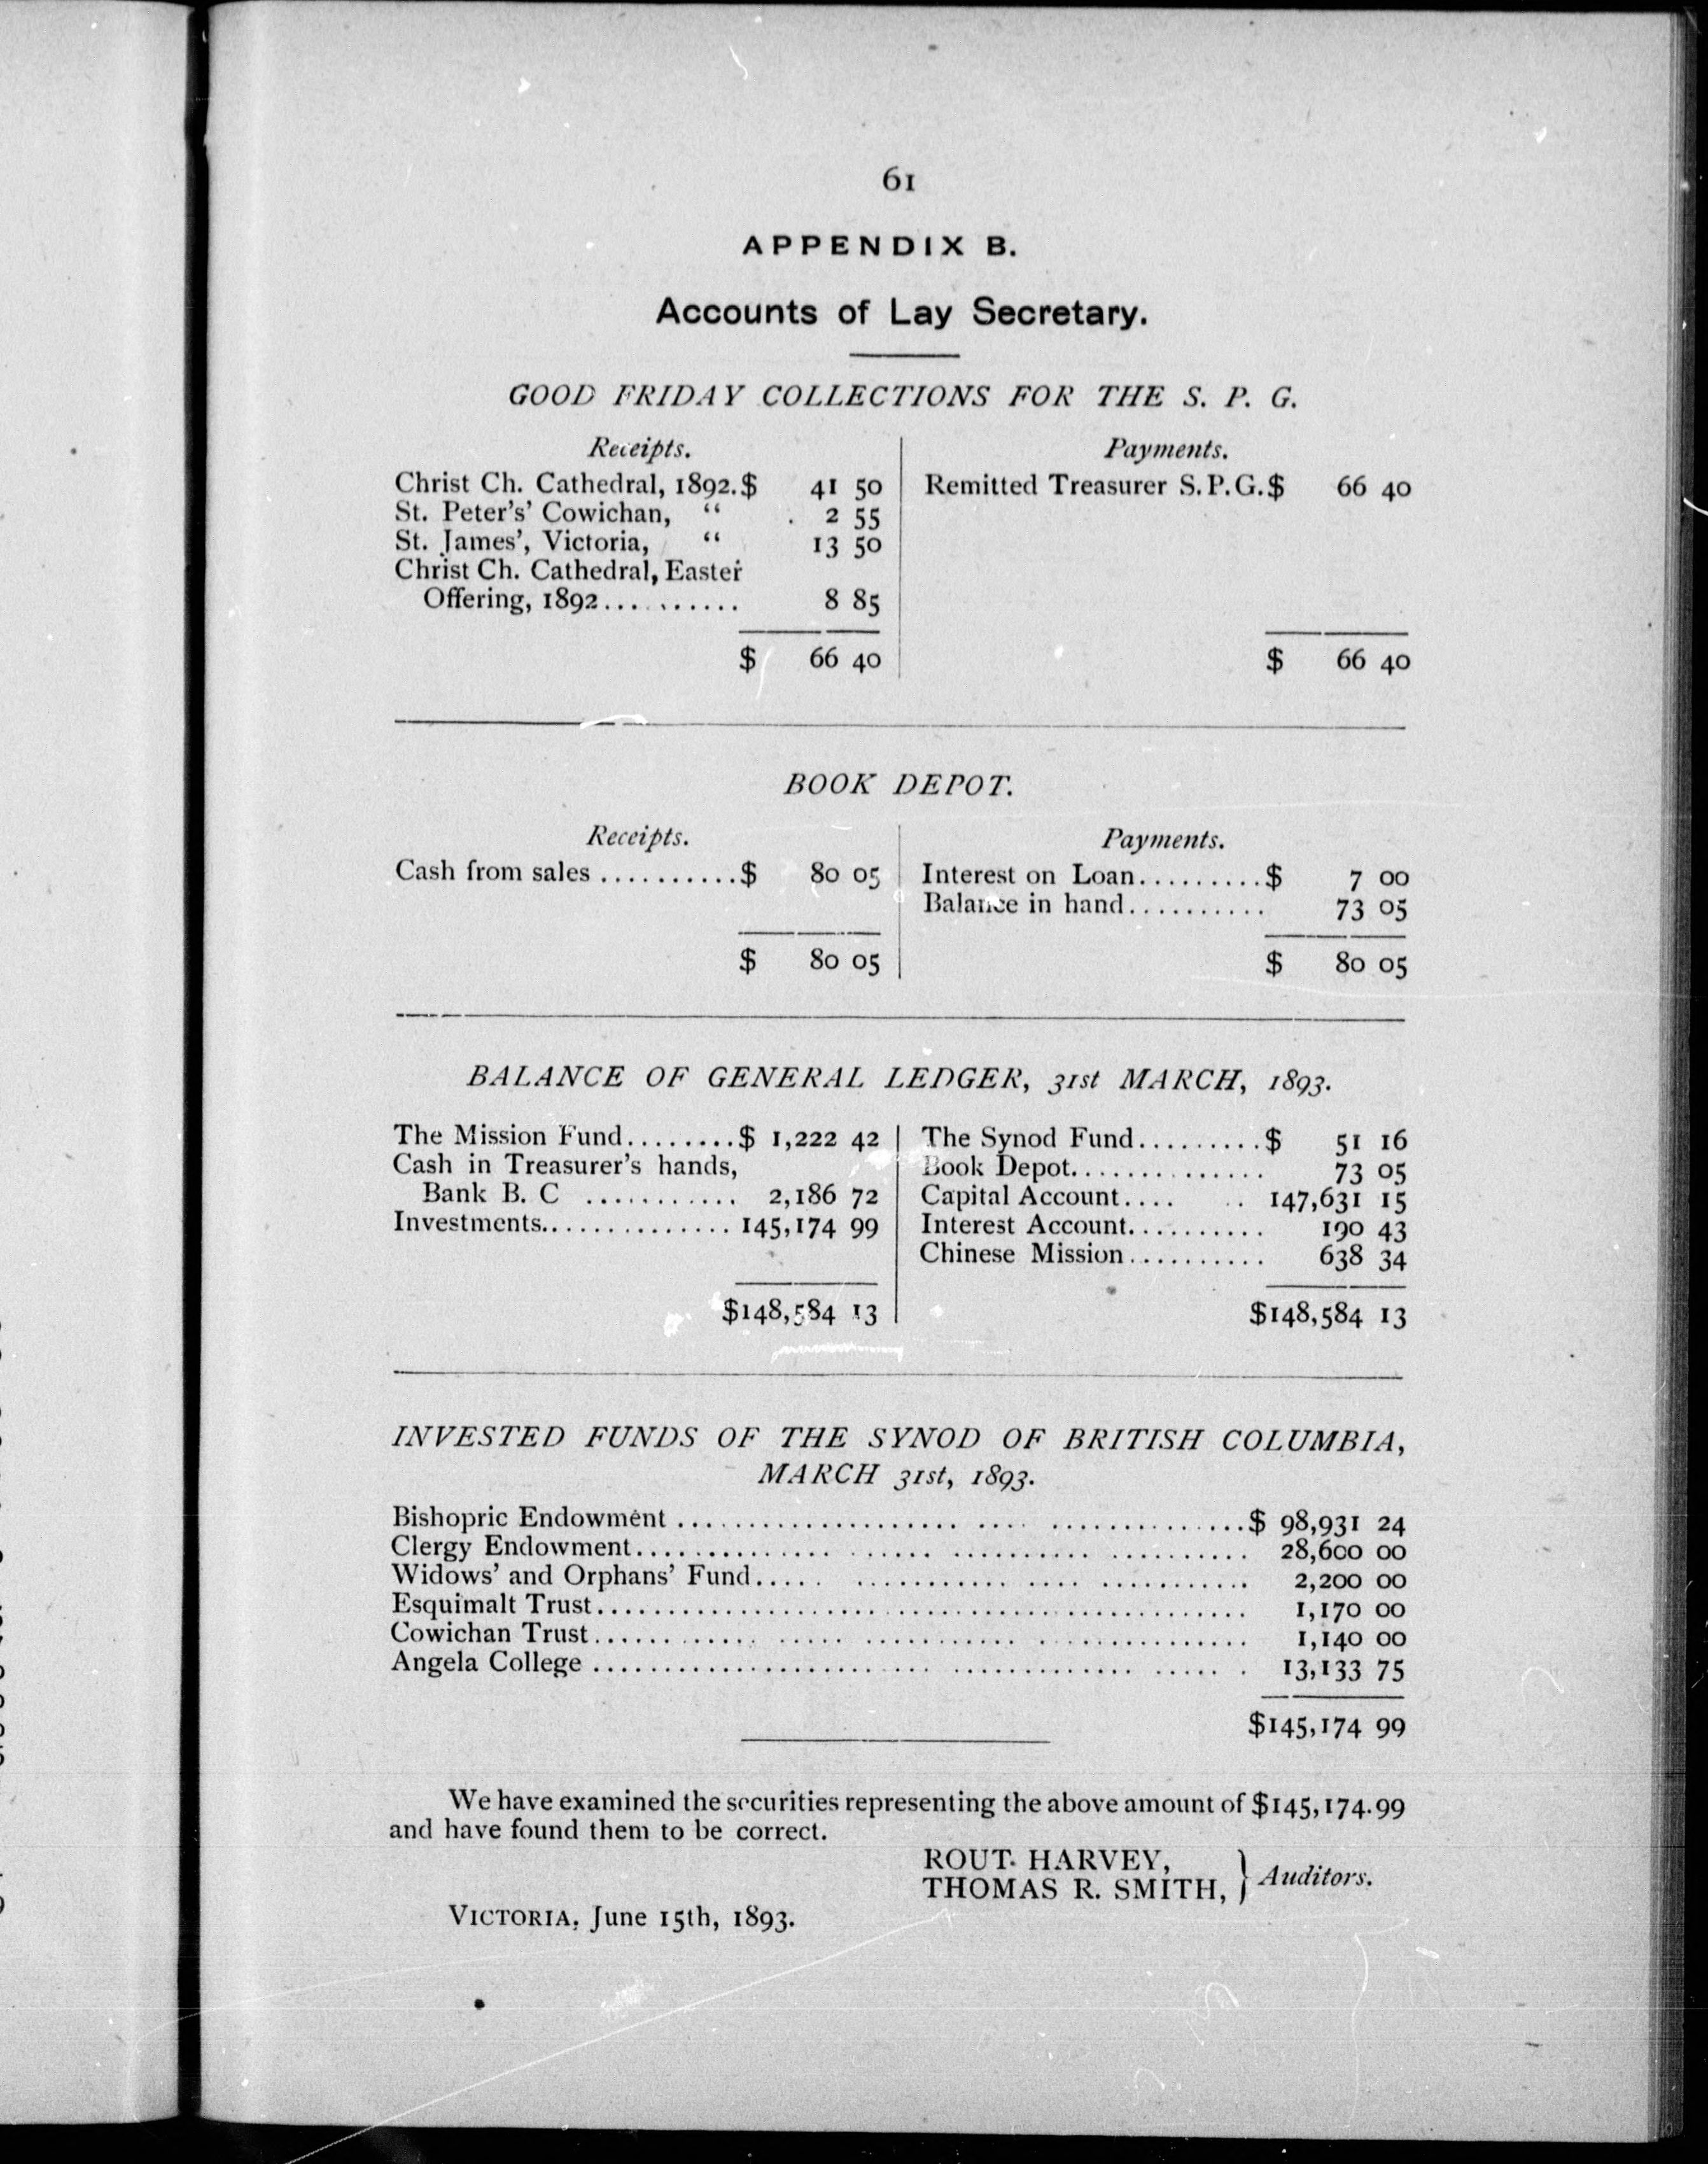 61
APPENDIX B.
Accounts of Lay Secretary.
GOOD FRIDAY COLLECTIONS FOR THE S. P. G.
Receipts.
Christ Ch. Cathedral, 1892.$ 41 50
St. Peter's' Cowichan, “ . 2 55
St. James', Victoria, “ 13 50
Christ Ch. Cathedral, Easter
Offering, 1892.......... 8 85
$ 66 40
Payments.
Remitted Treasurer S.P.G.$ 66 40
$ 66 40
BOOK DEPOT.
Receipts.
Cash from sales ..........$ 80 05
$ 80 05
Payments.
Interest on Loan.........$ 7 00
Balance in hand.......... 73 05
$ 80 05
BALANCE OF GENERAL LEDGER, 31st MARCH, 1893.
The Mission Fund........$ 1,222 42
Cash in Treasurer's hands,
Bank B. C ........... 2,186 72
Investments.............. 145,174 99
$148,584 13
The Synod Fund.........$ 51 16
Book Depot.............. 73 05
Capital Account.... .. 147,631 15
Interest Account.......... 190 43
Chinese Mission.......... 638 34
$148,584 13
INVESTED FUNDS OF THE SYNOD OF BRITISH COLUMBIA,
MARCH 31st, 1893.
Bishopric Endowment ........................................$ 98,931 24
Clergy Endowment........................................ 28,600 00
Widows' and Orphans' Fund.............................. 2,200 00
Esquimalt Trust............................................. 1,170 00
Cowichan Trust............................................. 1,140 00
Angela College ............................................. 13,133 75
$145,174 99
We have examined the securities representing the above amount of $145,174.99
and have found them to be correct.
ROUT. HARVEY,
THOMAS R. SMITH, } Auditors.
VICTORIA, June 15th, 1893.